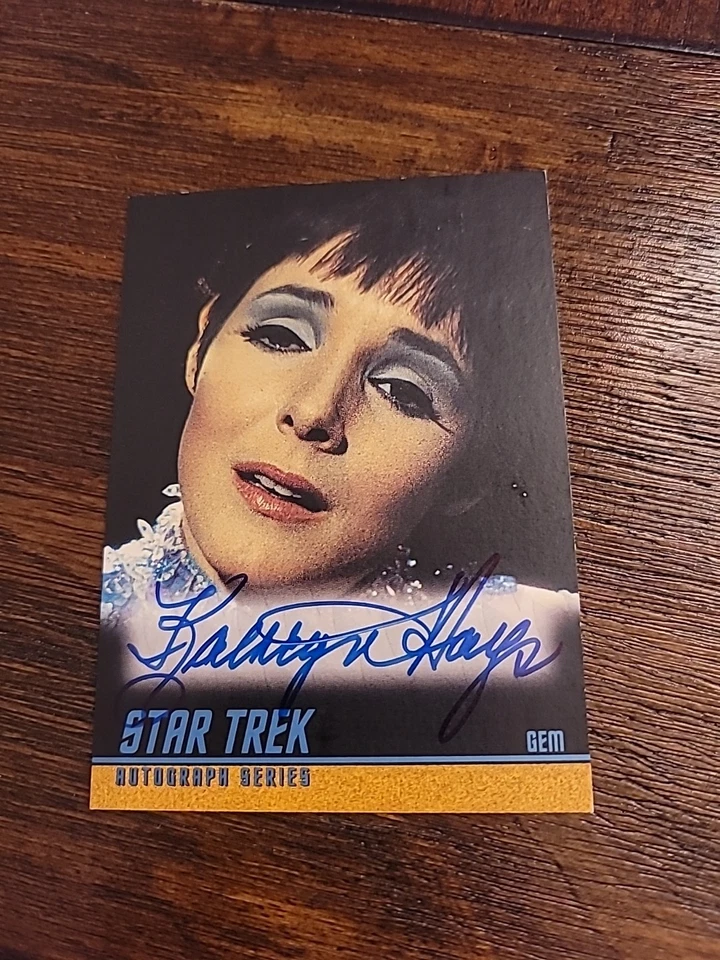 Kathryn Hays
STAR TREK
GEM
AUTOGRAPH SERIES